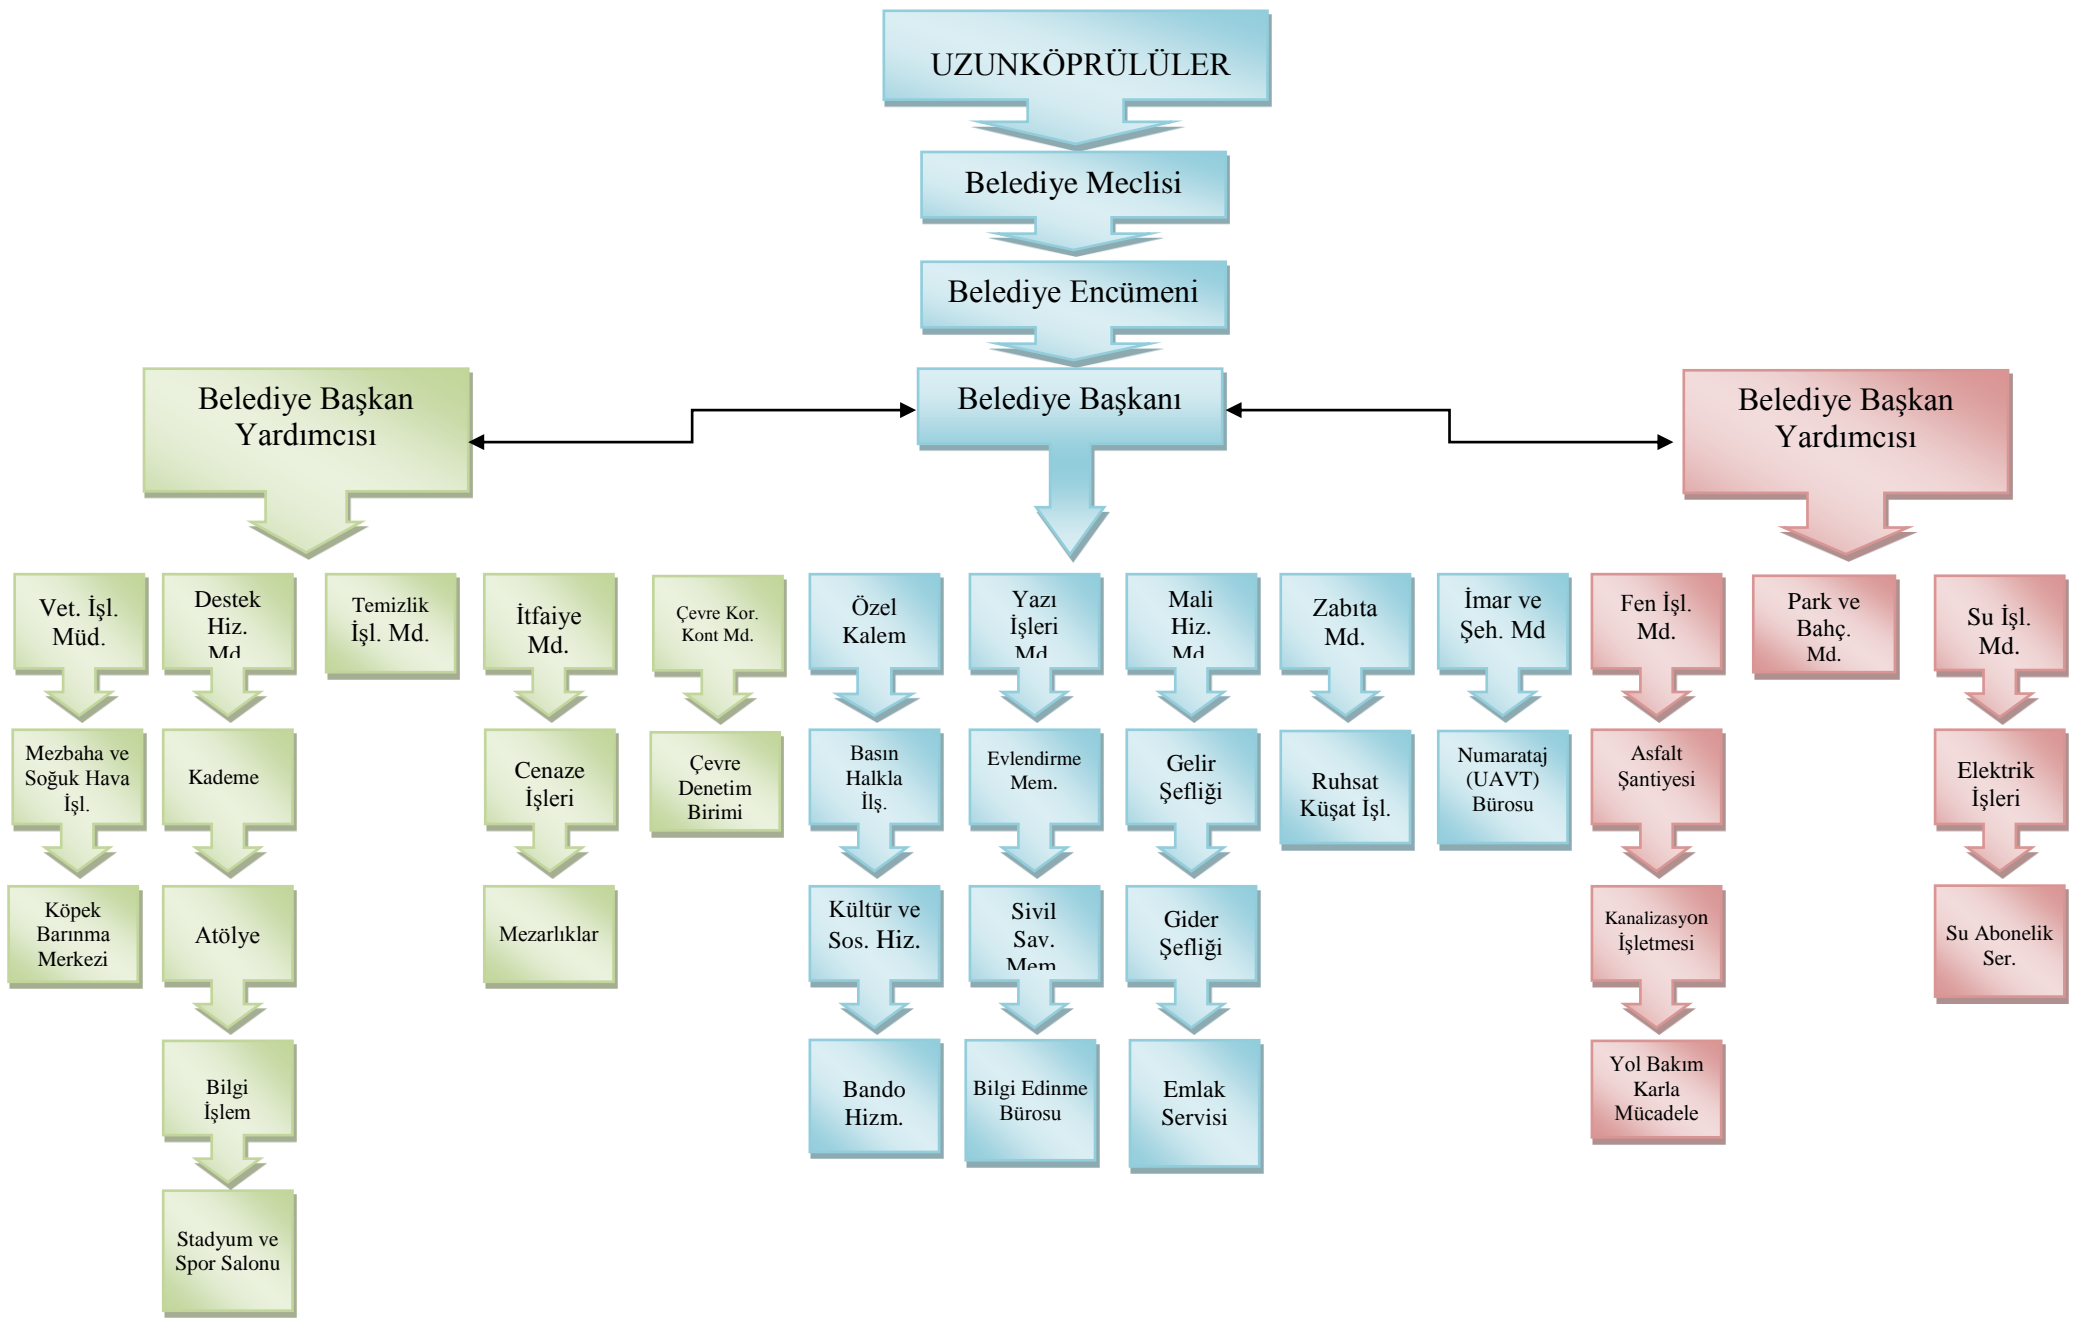 UZUNKÖPRÜLÜLER
Belediye Meclisi
Belediye Encümeni
Belediye Başkan
Yardımcısı
Belediye Başkanı
Belediye Başkan
Yardımcısı
Vet. İşl.
Müd.
Destek
Hiz.
Md.
Temizlik
İşl. Md.
İtfaiye
Md.
Çevre Kor.
Kont Md.
Özel
Kalem
Yazı
İşleri
Md.
Mali
Hiz.
Md.
Zabıta
Md.
İmar ve
Şeh. Md
Fen İşl.
Md.
Park ve
Bahç.
Md.
Su İşl.
Md.
Mezbaha ve
Soğuk Hava
İşl.
Kademe
Cenaze
İşleri
Çevre
Denetim
Birimi
Basın
Halkla
İlş.
Evlendirme
Mem.
Gelir
Şefliği
Ruhsat
Küşat İşl.
Numarataj
(UAVT)
Bürosu
Asfalt
Şantiyesi
Elektrik
İşleri
Köpek
Barınma
Merkezi
Atölye
Mezarlıklar
Kültür ve
Sos. Hiz.
Sivil
Sav.
Mem.
Gider
Şefliği
Kanalizasyon
İşletmesi
Su Abonelik
Ser.
Bilgi
İşlem
Bando
Hizm.
Bilgi Edinme
Bürosu
Emlak
Servisi
Yol Bakım
Karla
Mücadele
Stadyum ve
Spor Salonu